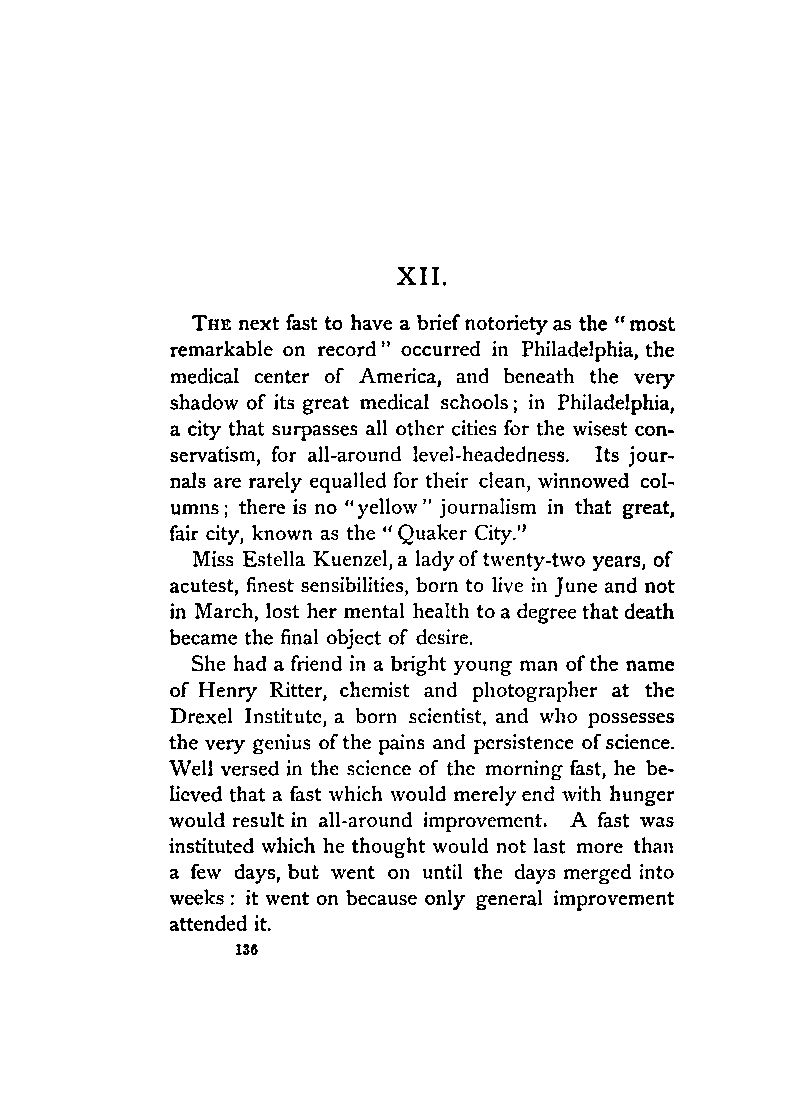 XII.
THE next fast to have a brief notoriety as the “most
remarkable on record” occurred in Philadelphia, the
medical center of America, and beneath the very
shadow of its great medical schools; in Philadelphia,
a city that surpasses all other cities for the wisest con-
servatism, for all-around level-headedness. Its jour-
nals are rarely equalled for their clean, winnowed col-
umns; there is no “yellow” journalism in that great,
fair city, known as the “Quaker City.”
Miss Estella Kuenzel, a lady of twenty-two years, of
acutest, finest sensibilities, born to live in June and not
in March, lost her mental health to a degree that death
became the final object of desire.
She had a friend in a bright young man of the name
of Henry Ritter, chemist and photographer at the
Drexel Institute, a born scientist, and who possesses
the very genius of the pains and persistence of science.
Well versed in the science of the morning fast, he be-
lieved that a fast which would merely end with hunger
would result in all-around improvement. A fast was
instituted which he thought would not last more than
a few days, but went on until the days merged into
weeks: it went on because only general improvement
attended it.
136